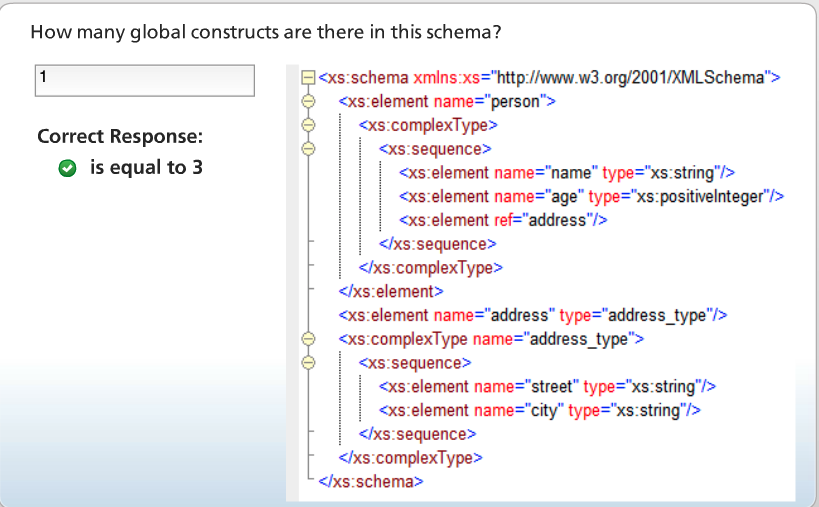 How many global constructs are there in this schema?
1
Correct Response:
is equal to 3
<xs:schema xmlns:xs="http://www.w3.org/2001/XMLSchema">
<xs:element name="person">
<xs:complexType>
<xs:sequence>
<xs:element name="name" type="xs:string"/>
<xs:element name="age" type="xs:positiveInteger"/>
<xs:element ref="address"/>
</xs:sequence>
</xs:complexType>
</xs:element>
<xs:element name="address" type="address_type"/>
<xs:complexType name="address_type">
<xs:sequence>
<xs:element name="street" type="xs:string"/>
<xs:element name="city" type="xs:string"/>
</xs:sequence>
</xs:complexType>
</xs:schema>